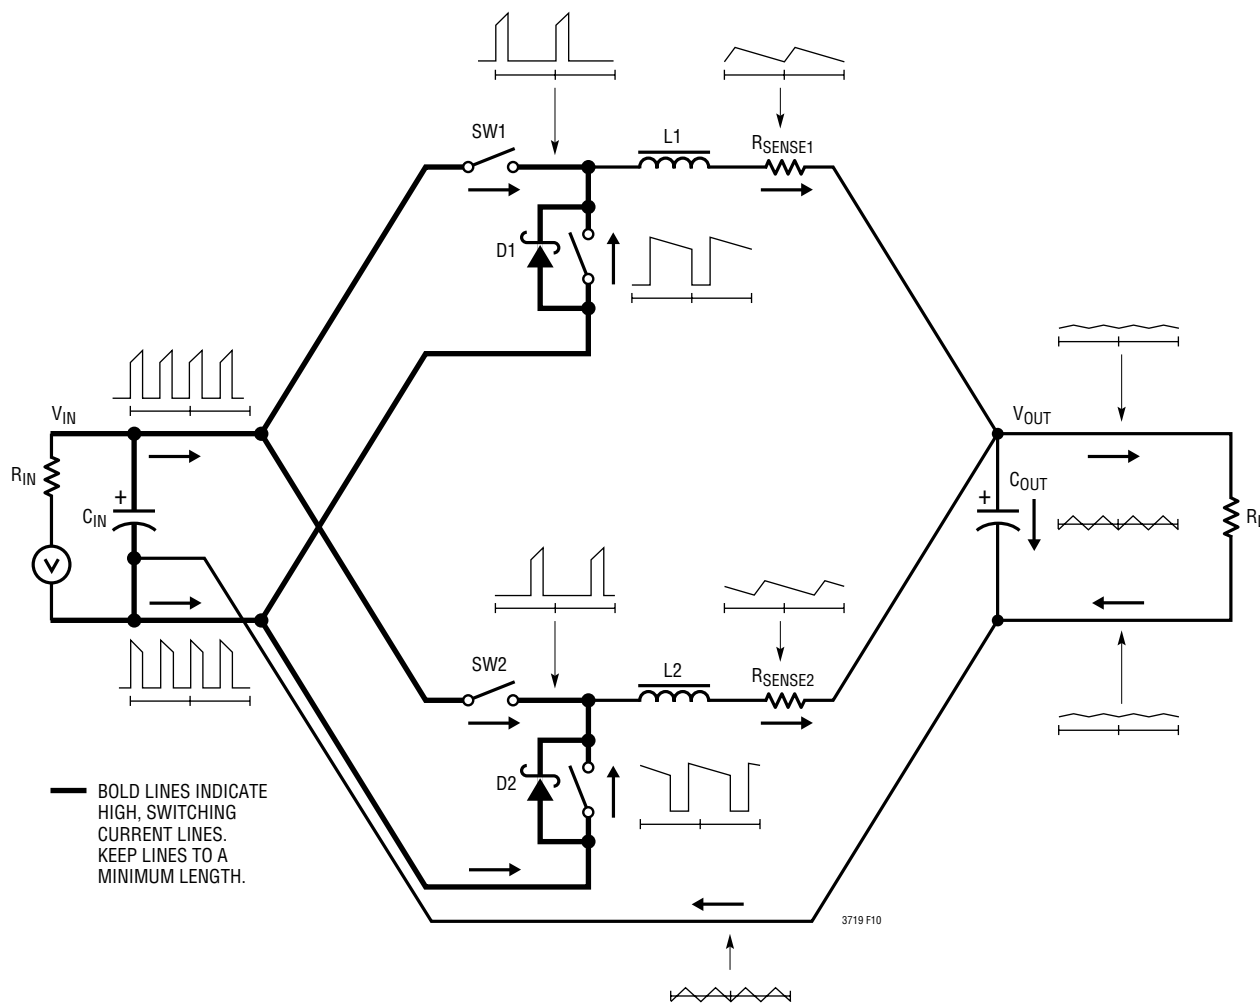 SW1
L1
RSENSE1
D1
VIN
VOUT
RIN
CIN
+
+
COUT
V
SW2
L2
RSENSE2
D2
BOLD LINES INDICATE
HIGH, SWITCHING
CURRENT LINES.
KEEP LINES TO A
MINIMUM LENGTH.
3719 F10